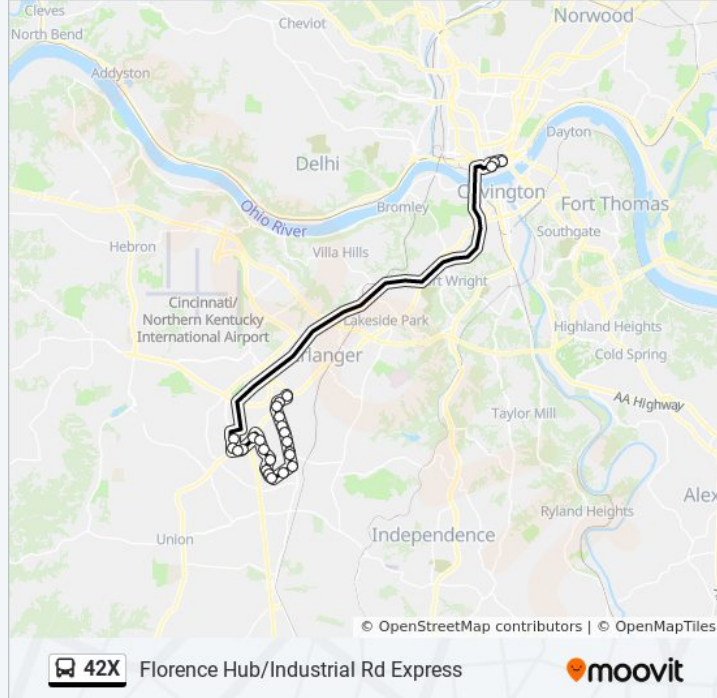 Cleves
Norwood
Cheviot
North Bend
Addyston
Dayton
Delhi
Covington
Fort Thomas
Ohio River
Bromley
Southgate
Hebron
Villa Hills
Fort Wright
Cincinnati/
Northern Kentucky
International Airport
Lakeside Park
Highland Heights
Erlanger
Cold Spring
AA Highway
Taylor Mill
Alex
Ryland Heights
Independence
Union
© OpenStreetMap contributors | © OpenMapTiles
42X
Florence Hub/Industrial Rd Express
moovit